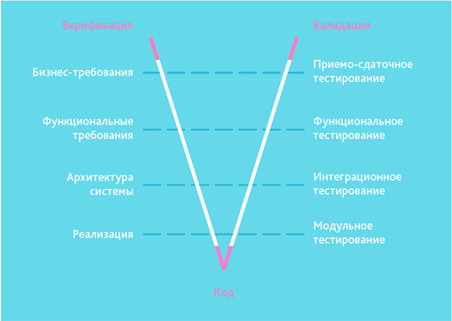 Верификация
Валидация
Бизнес-требования
Приемо-сдаточное
тестирование
Функциональные
требования
Функциональное
тестирование
Архитектура
системы
Интеграционное
тестирование
Реализация
Модульное
тестирование
Код